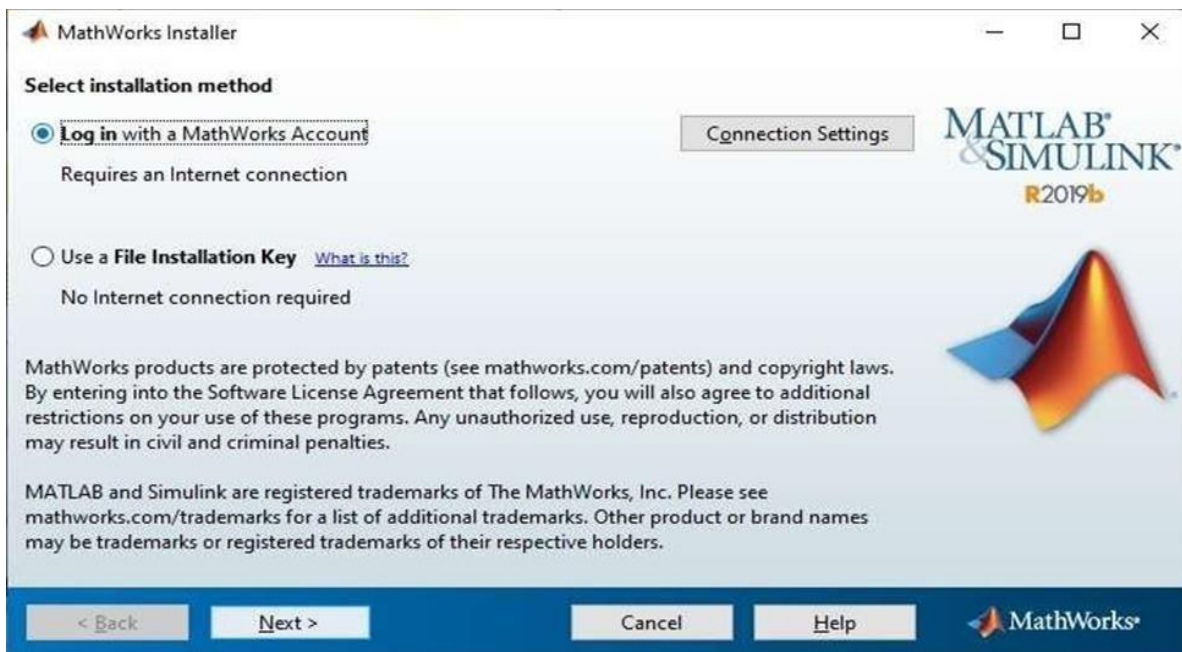 MathWorks Installer
Select installation method
Log in with a MathWorks Account
Connection Settings
Requires an Internet connection
Use a File Installation Key What is this?
No Internet connection required
MATLAB®
&SIMULINK®
R2019b
MathWorks products are protected by patents (see mathworks.com/patents) and copyright laws.
By entering into the Software License Agreement that follows, you will also agree to additional
restrictions on your use of these programs. Any unauthorized use, reproduction, or distribution
may result in civil and criminal penalties.
MATLAB and Simulink are registered trademarks of The MathWorks, Inc. Please see
mathworks.com/trademarks for a list of additional trademarks. Other product or brand names
may be trademarks or registered trademarks of their respective holders.
< Back Next > Cancel Help MathWorks®